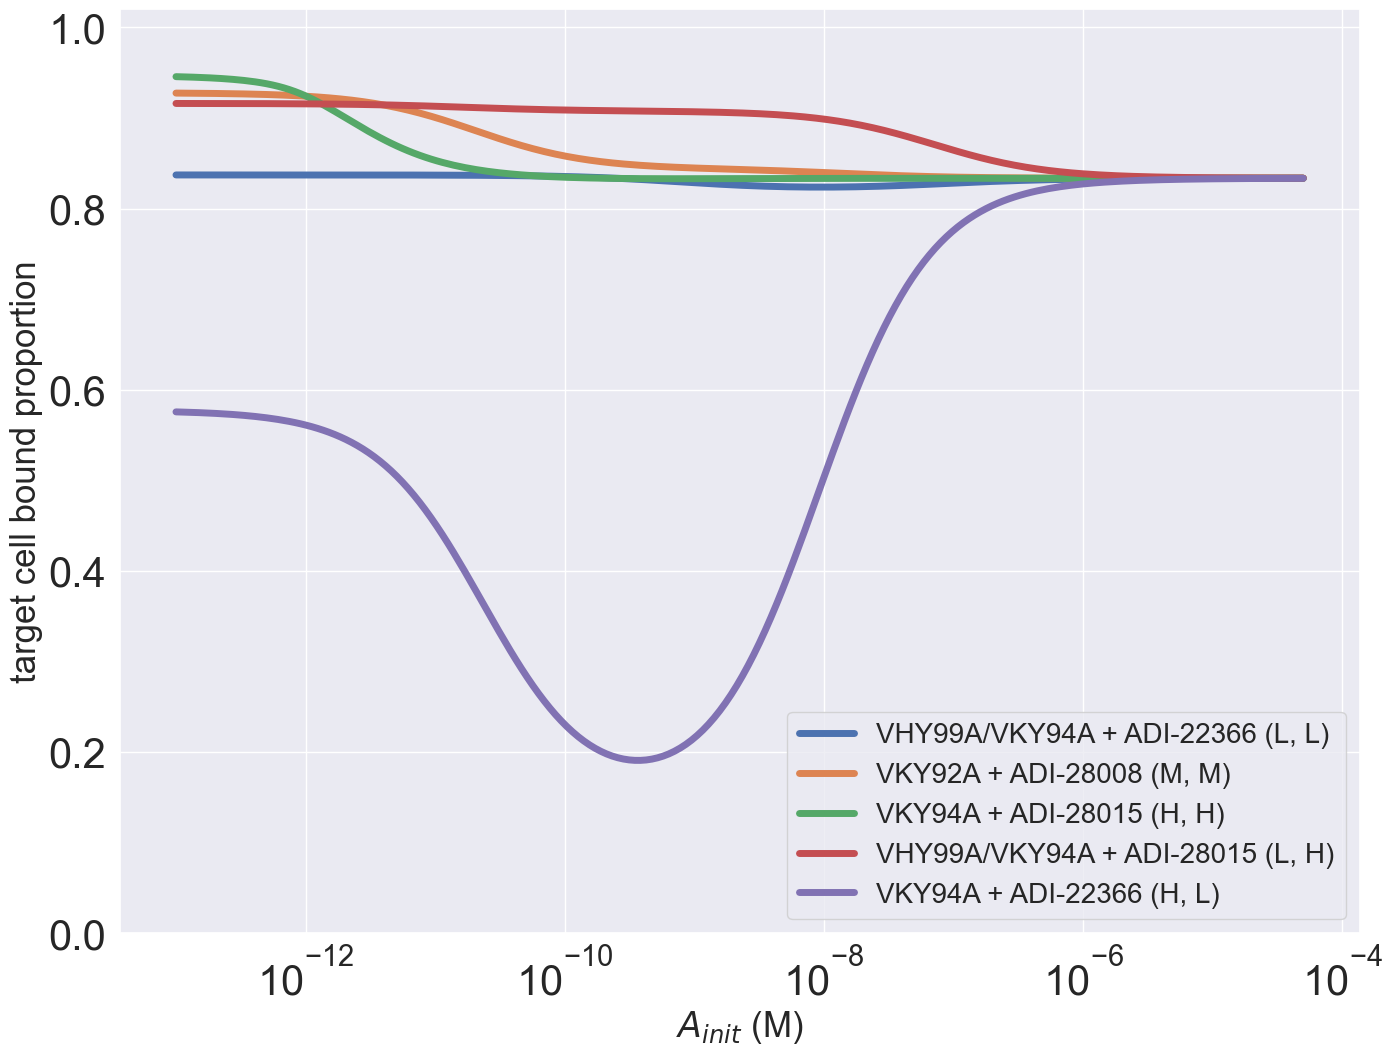 1.0
0.8
0.6
0.4
0.2
0.0
target cell bound proportion
VHY99A/VKY94A + ADI-22366 (L, L)
VKY92A + ADI-28008 (M, M)
VKY94A + ADI-28015 (H, H)
VHY99A/VKY94A + ADI-28015 (L, H)
VKY94A + ADI-22366 (H, L)
10⁻¹² 10⁻¹⁰ 10⁻⁸ 10⁻⁶ 10⁻⁴
A_init (M)